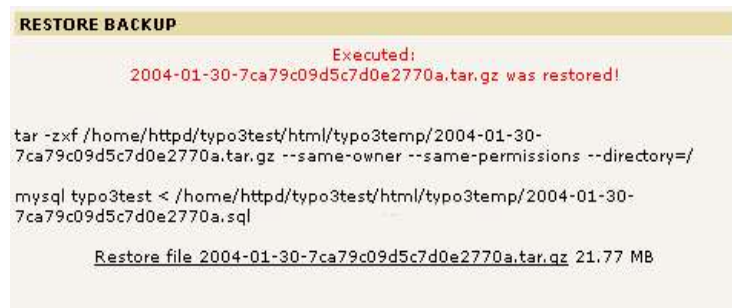 RESTORE BACKUP
Executed:
2004-01-30-7ca79c09d5c7d0e2770a.tar.gz was restored!
tar -zxf /home/httpd/typo3test/html/typo3temp/2004-01-30-
7ca79c09d5c7d0e2770a.tar.gz --same-owner --same-permissions --directory=/
mysql typo3test < /home/httpd/typo3test/html/typo3temp/2004-01-30-
7ca79c09d5c7d0e2770a.sql
Restore file 2004-01-30-7ca79c09d5c7d0e2770a.tar.gz 21.77 MB